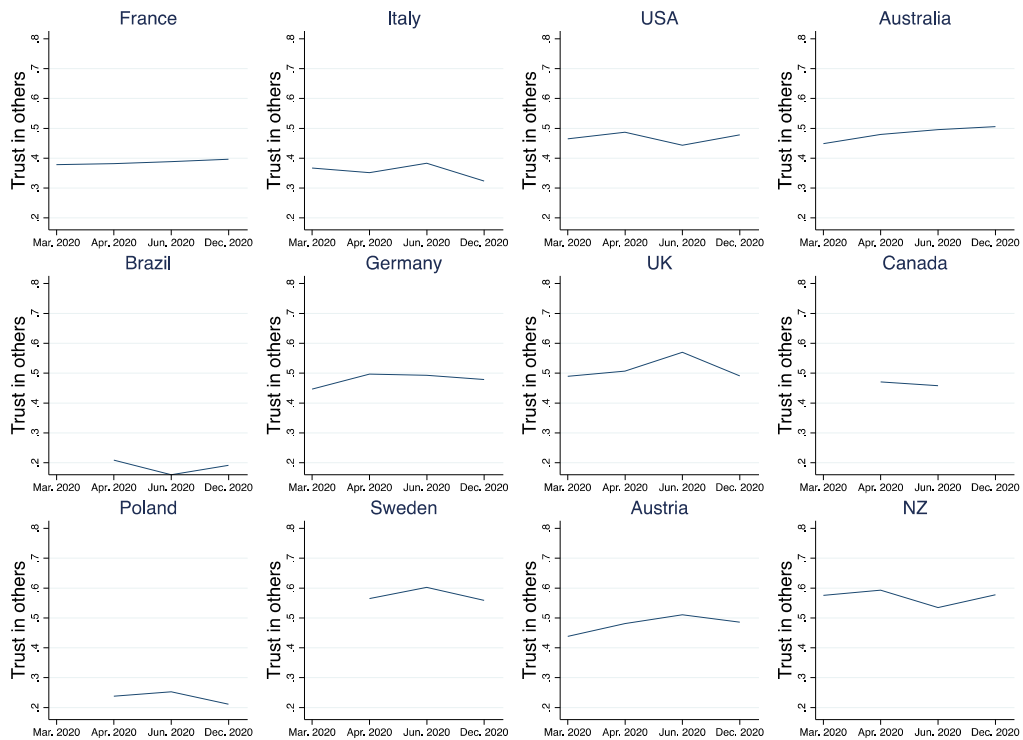 France Italy USA Australia
Trust in others
.2 .3 .4 .5 .6 .7 .8
Mar. 2020 Apr. 2020 Jun. 2020 Dec. 2020
Trust in others
.2 .3 .4 .5 .6 .7 .8
Mar. 2020 Apr. 2020 Jun. 2020 Dec. 2020
Trust in others
.2 .3 .4 .5 .6 .7 .8
Mar. 2020 Apr. 2020 Jun. 2020 Dec. 2020
Trust in others
.2 .3 .4 .5 .6 .7 .8
Mar. 2020 Apr. 2020 Jun. 2020 Dec. 2020
Brazil Germany UK Canada
Trust in others
.2 .3 .4 .5 .6 .7 .8
Mar. 2020 Apr. 2020 Jun. 2020 Dec. 2020
Trust in others
.2 .3 .4 .5 .6 .7 .8
Mar. 2020 Apr. 2020 Jun. 2020 Dec. 2020
Trust in others
.2 .3 .4 .5 .6 .7 .8
Mar. 2020 Apr. 2020 Jun. 2020 Dec. 2020
Trust in others
.2 .3 .4 .5 .6 .7 .8
Mar. 2020 Apr. 2020 Jun. 2020 Dec. 2020
Poland Sweden Austria NZ
Trust in others
.2 .3 .4 .5 .6 .7 .8
Mar. 2020 Apr. 2020 Jun. 2020 Dec. 2020
Trust in others
.2 .3 .4 .5 .6 .7 .8
Mar. 2020 Apr. 2020 Jun. 2020 Dec. 2020
Trust in others
.2 .3 .4 .5 .6 .7 .8
Mar. 2020 Apr. 2020 Jun. 2020 Dec. 2020
Trust in others
.2 .3 .4 .5 .6 .7 .8
Mar. 2020 Apr. 2020 Jun. 2020 Dec. 2020